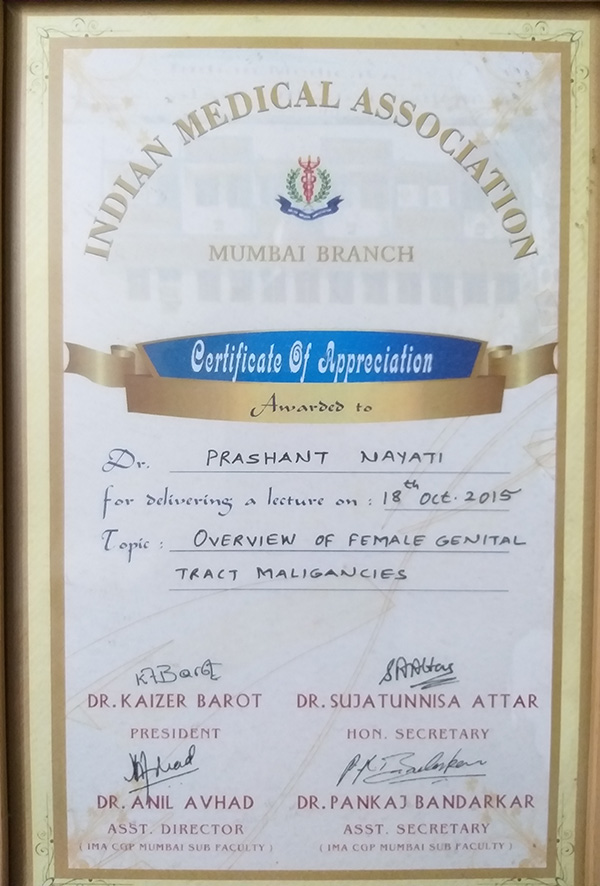 INDIAN MEDICAL ASSOCIATION
MUMBAI BRANCH
Certificate Of Appreciation
Awarded to
Dr. PRASHANT NAYATI
for delivering a lecture on : 18th Oct. 2015
Topic : OVERVIEW OF FEMALE GENITAL
TRACT MALIGANCIES
K.F.Barot S.A.Attar
DR. KAIZER BAROT DR. SUJATUNNISA ATTAR
PRESIDENT HON. SECRETARY
DR. ANIL AVHAD DR. PANKAJ BANDARKAR
ASST. DIRECTOR ASST. SECRETARY
( IMA CGP MUMBAI SUB FACULTY ) ( IMA CGP MUMBAI SUB FACULTY )